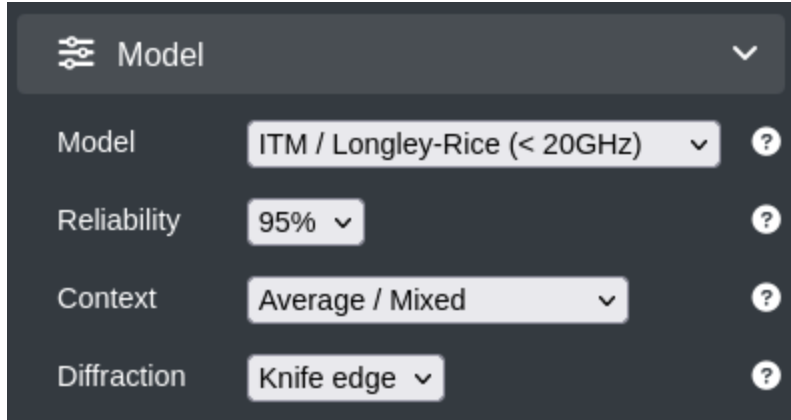 Model
Model ITM / Longley-Rice (< 20GHz) ?
Reliability 95% ?
Context Average / Mixed ?
Diffraction Knife edge ?